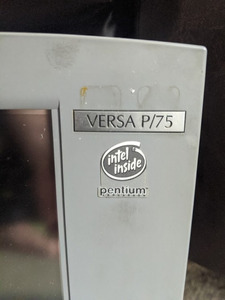 VERSA P/75
intel
inside
pentium®